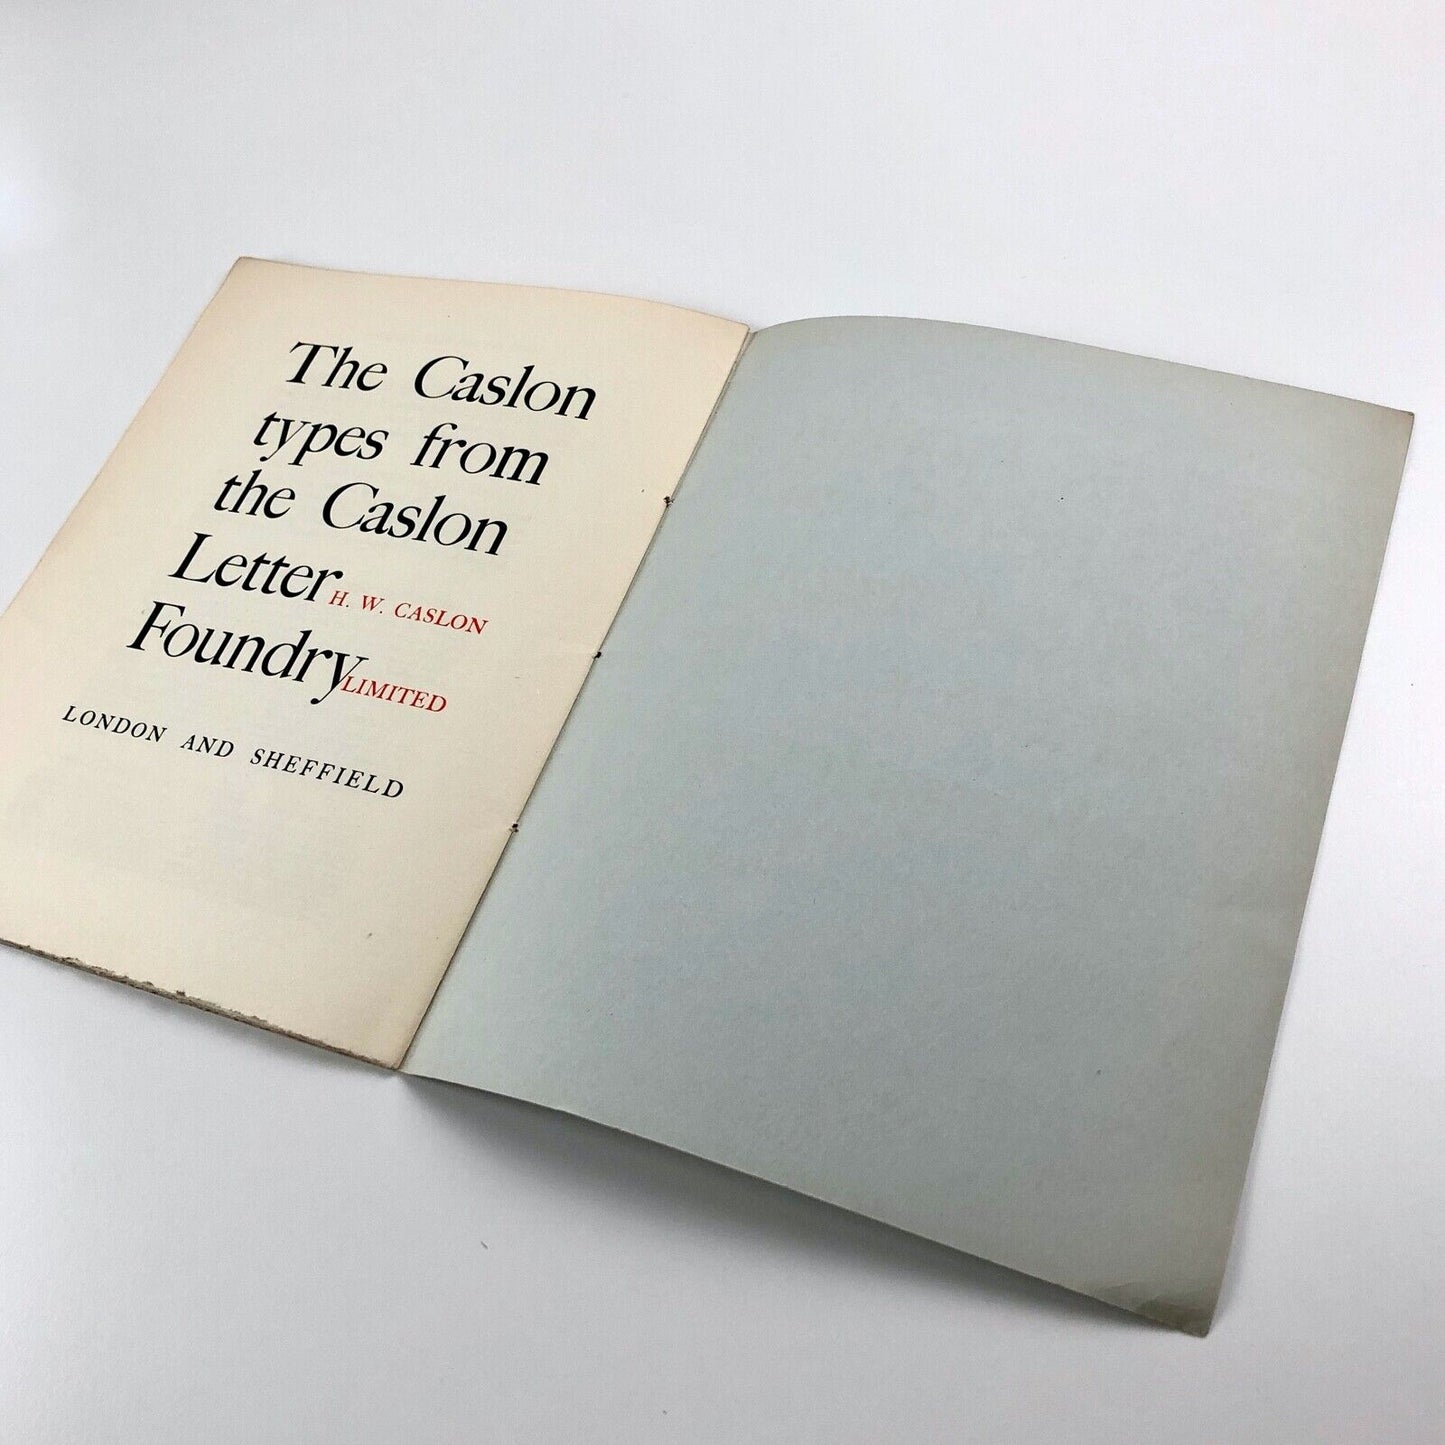 The Caslon
types from
the Caslon
Letter H. W. CASLON
Foundry LIMITED
LONDON AND SHEFFIELD